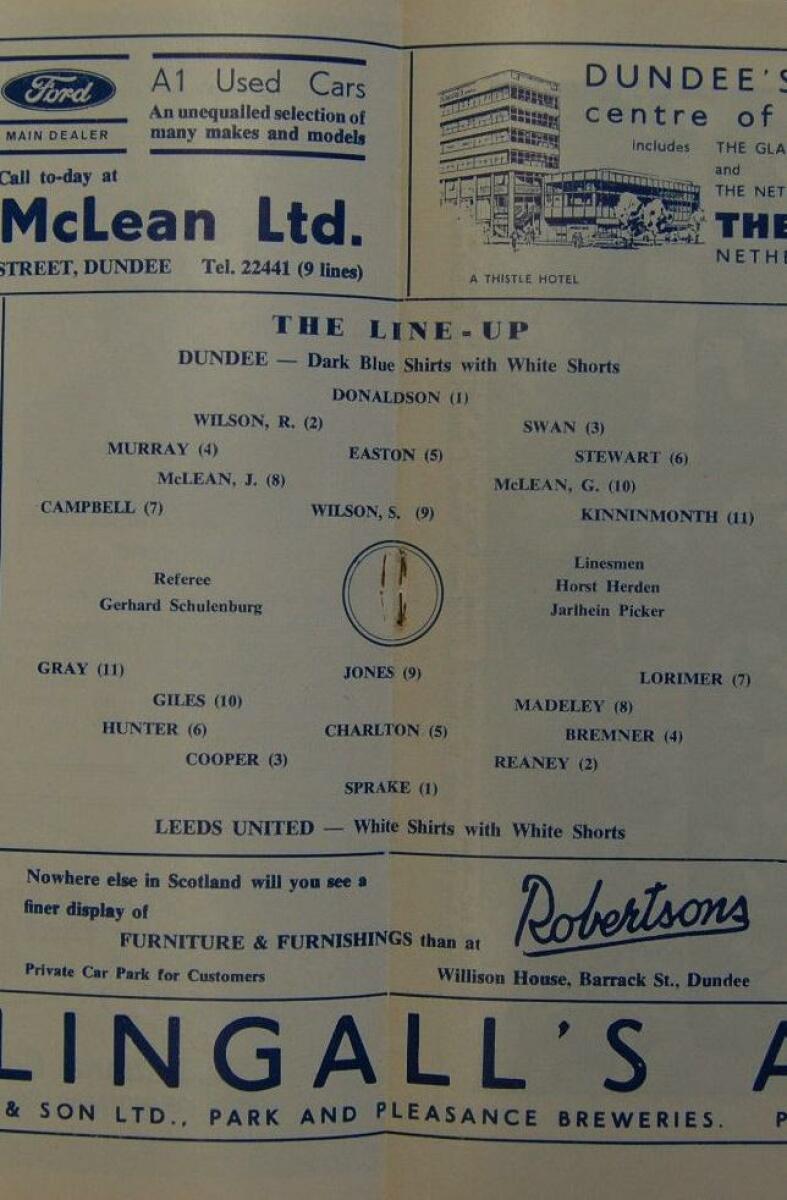 Ford
MAIN DEALER
A1 Used Cars
An unequalled selection of
many makes and models
Call to-day at
McLean Ltd.
STREET, DUNDEE Tel. 22441 (9 lines)
DUNDEE'S
centre of
includes THE GLA
and
THE NET
THE
NETHE
A THISTLE HOTEL
THE LINE-UP
DUNDEE — Dark Blue Shirts with White Shorts
DONALDSON (1)
WILSON, R. (2) SWAN (3)
MURRAY (4) EASTON (5) STEWART (6)
McLEAN, J. (8) McLEAN, G. (10)
CAMPBELL (7) WILSON, S. (9) KINNINMONTH (11)
Referee
Gerhard Schulenburg
Linesmen
Horst Herden
Jarlhein Picker
GRAY (11) JONES (9) LORIMER (7)
GILES (10) MADELEY (8)
HUNTER (6) CHARLTON (5) BREMNER (4)
COOPER (3) REANEY (2)
SPRAKE (1)
LEEDS UNITED — White Shirts with White Shorts
Nowhere else in Scotland will you see a
finer display of
FURNITURE & FURNISHINGS than at
Private Car Park for Customers
Robertsons
Willison House, Barrack St., Dundee
LINGALL'S A
& SON LTD., PARK AND PLEASANCE BREWERIES. P